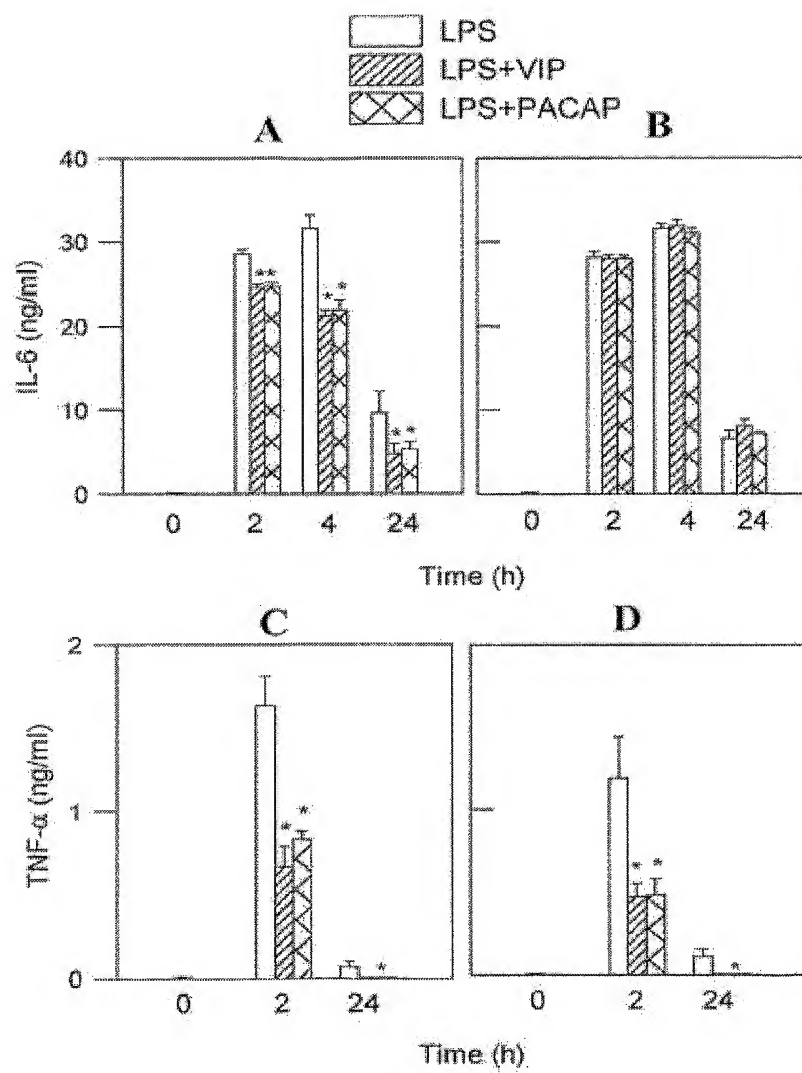 LPS
LPS+VIP
LPS+PACAP
A B
40
30
20
10
0
IL-6 (ng/ml)
**
* *
* *
0 2 4 24 0 2 4 24
Time (h)
C D
2
1
0
TNF-α (ng/ml)
* *
*
* *
*
0 2 24 0 2 24
Time (h)